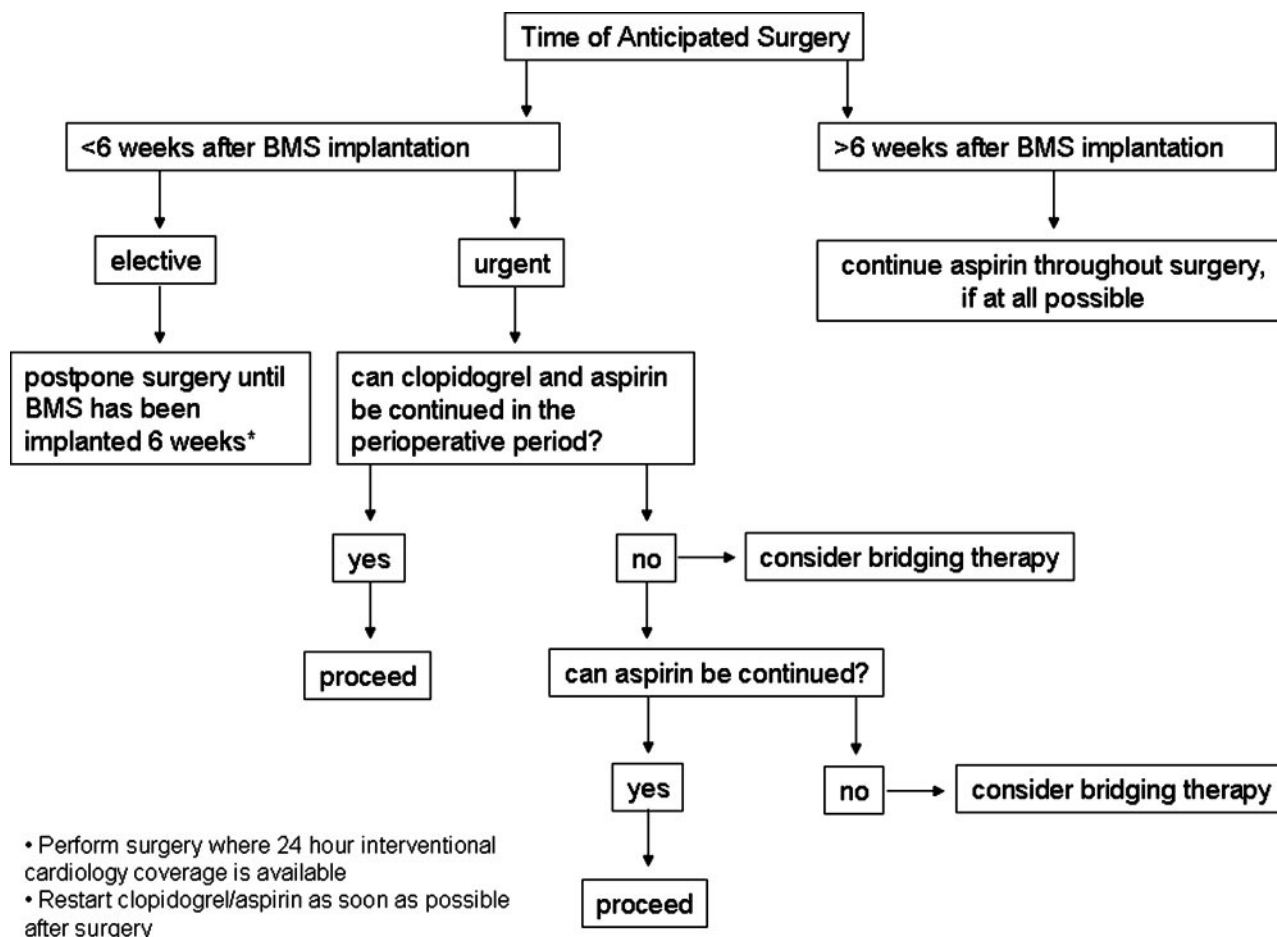 Time of Anticipated Surgery
<6 weeks after BMS implantation
>6 weeks after BMS implantation
elective
urgent
continue aspirin throughout surgery,
if at all possible
postpone surgery until
BMS has been
implanted 6 weeks*
can clopidogrel and aspirin
be continued in the
perioperative period?
yes
no
consider bridging therapy
proceed
can aspirin be continued?
yes
no
consider bridging therapy
• Perform surgery where 24 hour interventional
cardiology coverage is available
• Restart clopidogrel/aspirin as soon as possible
after surgery
proceed